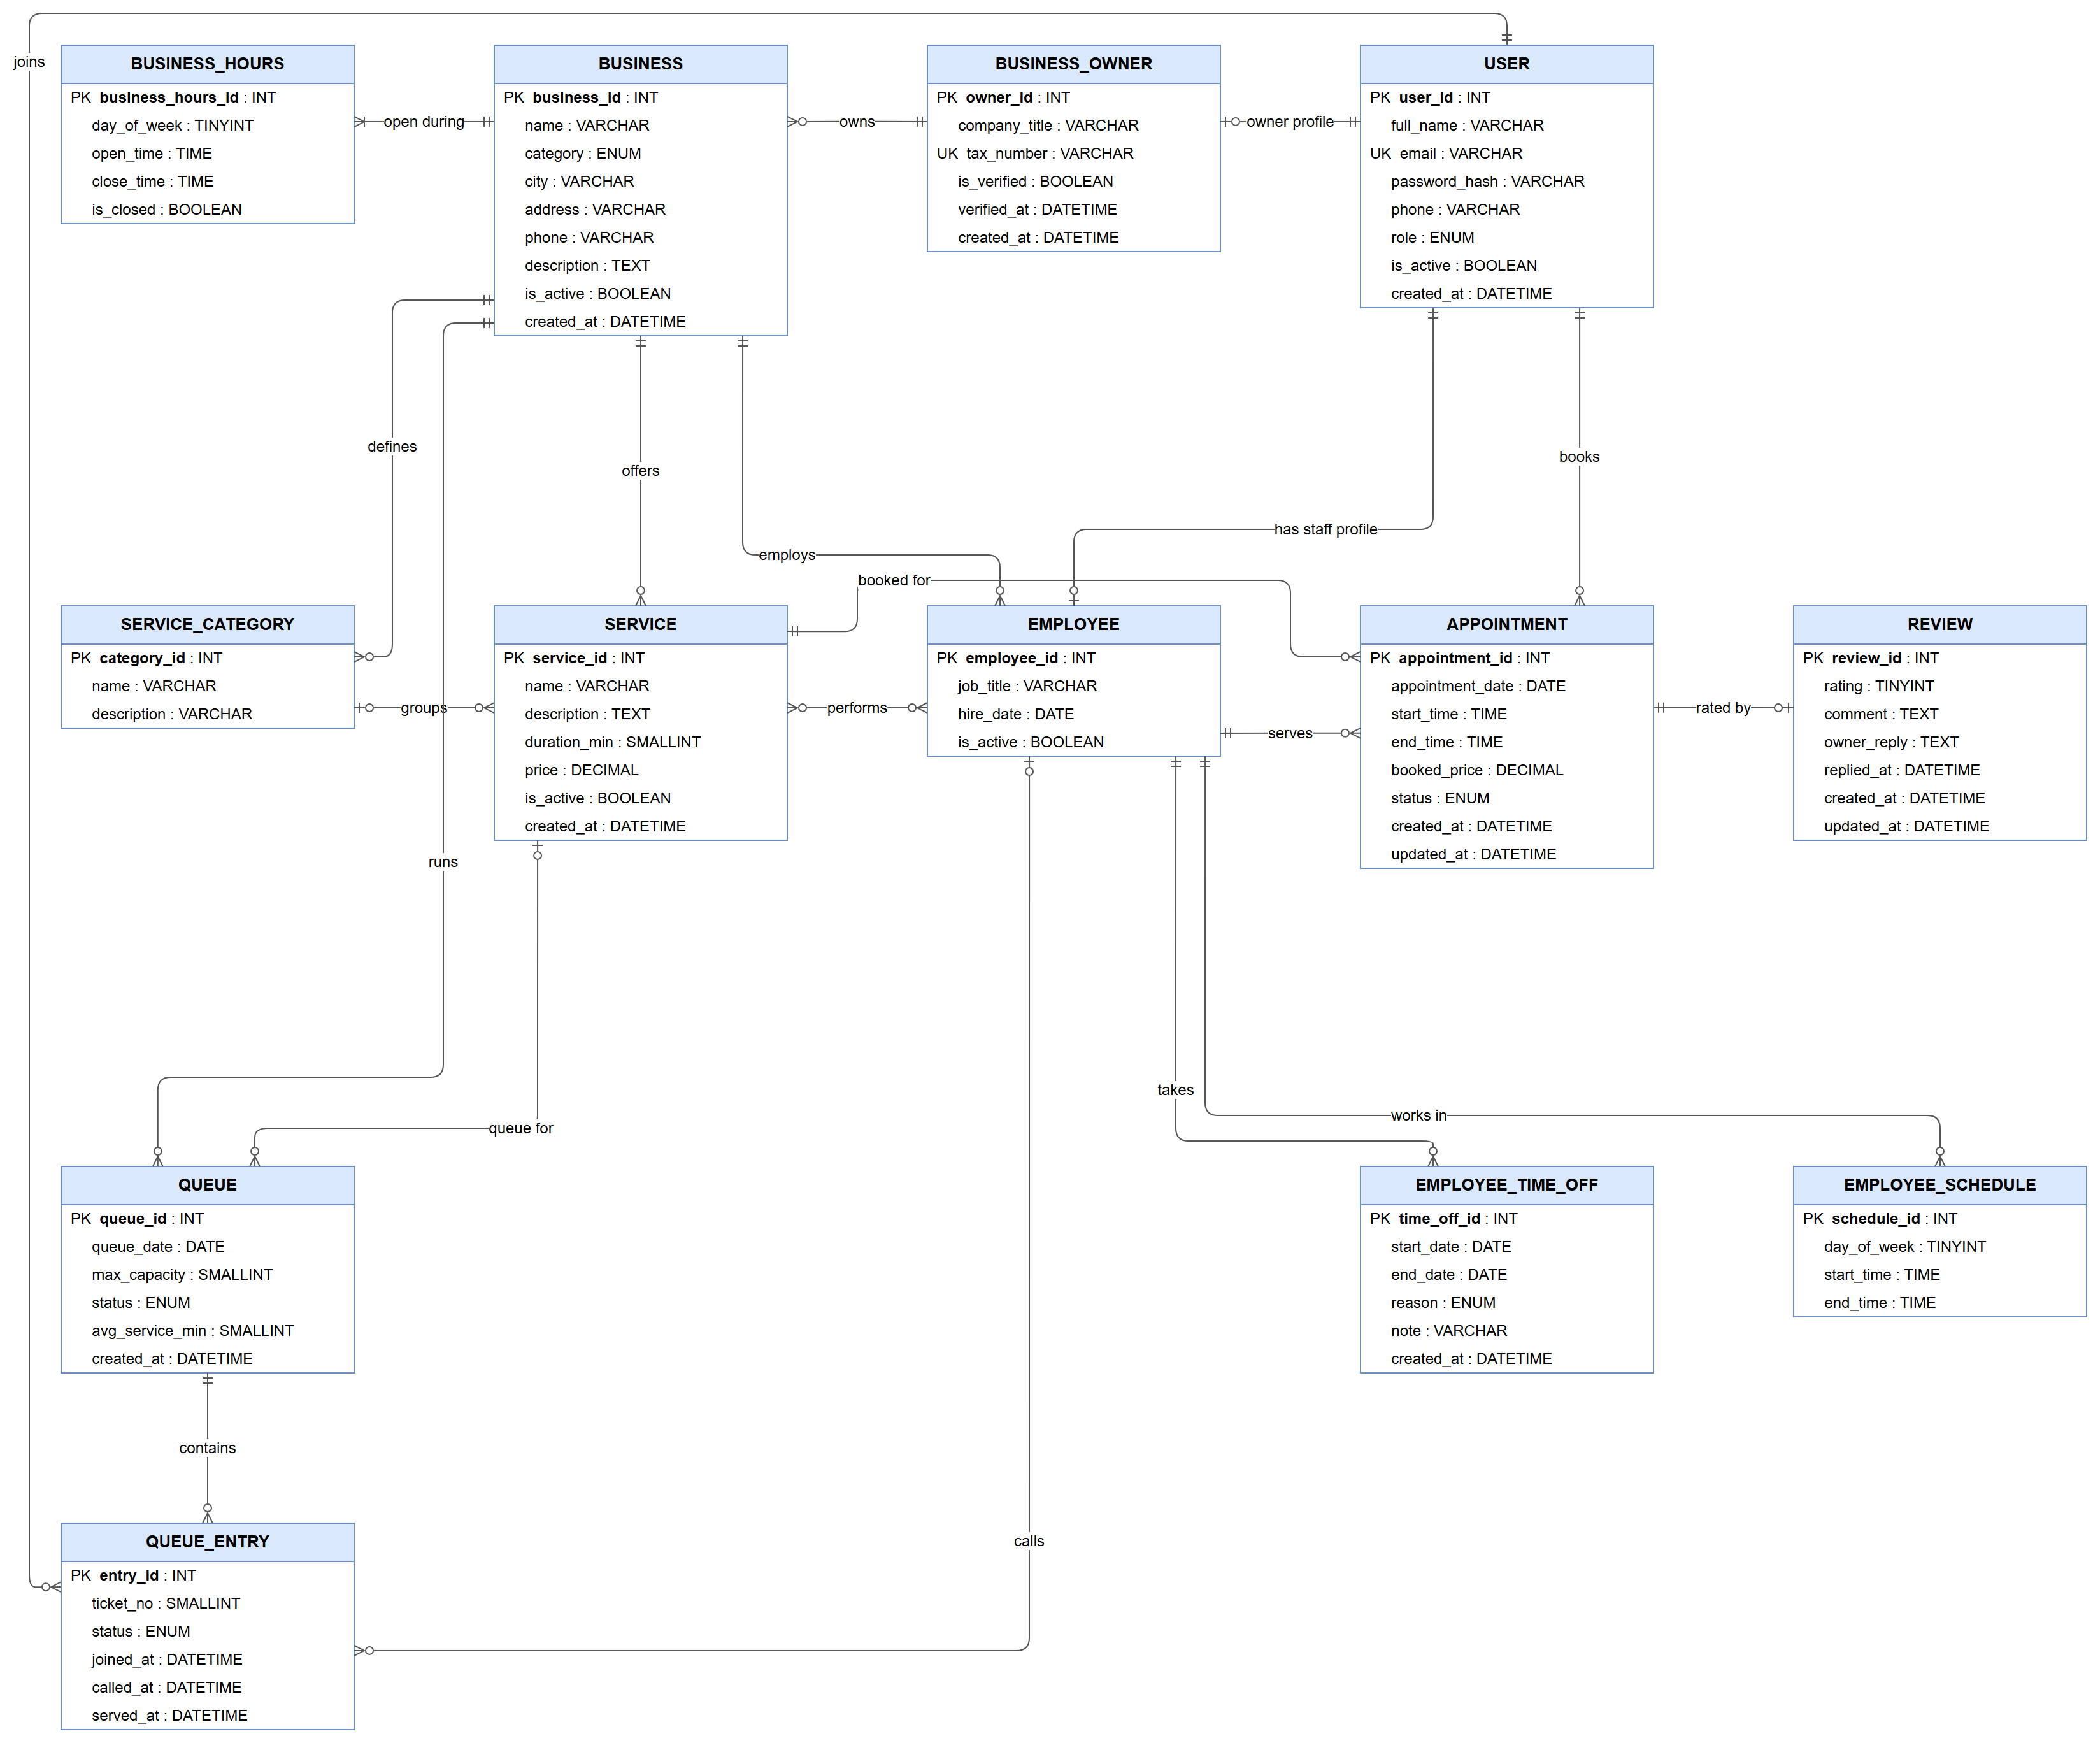 joins
BUSINESS_HOURS
PK business_hours_id : INT
day_of_week : TINYINT
open_time : TIME
close_time : TIME
is_closed : BOOLEAN
open during
BUSINESS
PK business_id : INT
name : VARCHAR
category : ENUM
city : VARCHAR
address : VARCHAR
phone : VARCHAR
description : TEXT
is_active : BOOLEAN
created_at : DATETIME
owns
BUSINESS_OWNER
PK owner_id : INT
company_title : VARCHAR
UK tax_number : VARCHAR
is_verified : BOOLEAN
verified_at : DATETIME
created_at : DATETIME
owner profile
USER
PK user_id : INT
full_name : VARCHAR
UK email : VARCHAR
password_hash : VARCHAR
phone : VARCHAR
role : ENUM
is_active : BOOLEAN
created_at : DATETIME
defines
offers
books
has staff profile
employs
booked for
SERVICE_CATEGORY
PK category_id : INT
name : VARCHAR
description : VARCHAR
groups
SERVICE
PK service_id : INT
name : VARCHAR
description : TEXT
duration_min : SMALLINT
price : DECIMAL
is_active : BOOLEAN
created_at : DATETIME
performs
EMPLOYEE
PK employee_id : INT
job_title : VARCHAR
hire_date : DATE
is_active : BOOLEAN
serves
APPOINTMENT
PK appointment_id : INT
appointment_date : DATE
start_time : TIME
end_time : TIME
booked_price : DECIMAL
status : ENUM
created_at : DATETIME
updated_at : DATETIME
rated by
REVIEW
PK review_id : INT
rating : TINYINT
comment : TEXT
owner_reply : TEXT
replied_at : DATETIME
created_at : DATETIME
updated_at : DATETIME
runs
takes
works in
queue for
QUEUE
PK queue_id : INT
queue_date : DATE
max_capacity : SMALLINT
status : ENUM
avg_service_min : SMALLINT
created_at : DATETIME
EMPLOYEE_TIME_OFF
PK time_off_id : INT
start_date : DATE
end_date : DATE
reason : ENUM
note : VARCHAR
created_at : DATETIME
EMPLOYEE_SCHEDULE
PK schedule_id : INT
day_of_week : TINYINT
start_time : TIME
end_time : TIME
contains
calls
QUEUE_ENTRY
PK entry_id : INT
ticket_no : SMALLINT
status : ENUM
joined_at : DATETIME
called_at : DATETIME
served_at : DATETIME